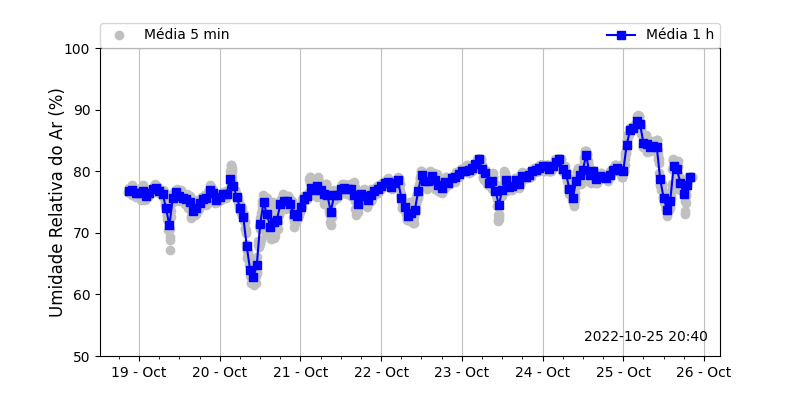 Média 5 min
Média 1 h
100
90
80
70
60
50
Umidade Relativa do Ar (%)
2022-10-25 20:40
19 - Oct
20 - Oct
21 - Oct
22 - Oct
23 - Oct
24 - Oct
25 - Oct
26 - Oct